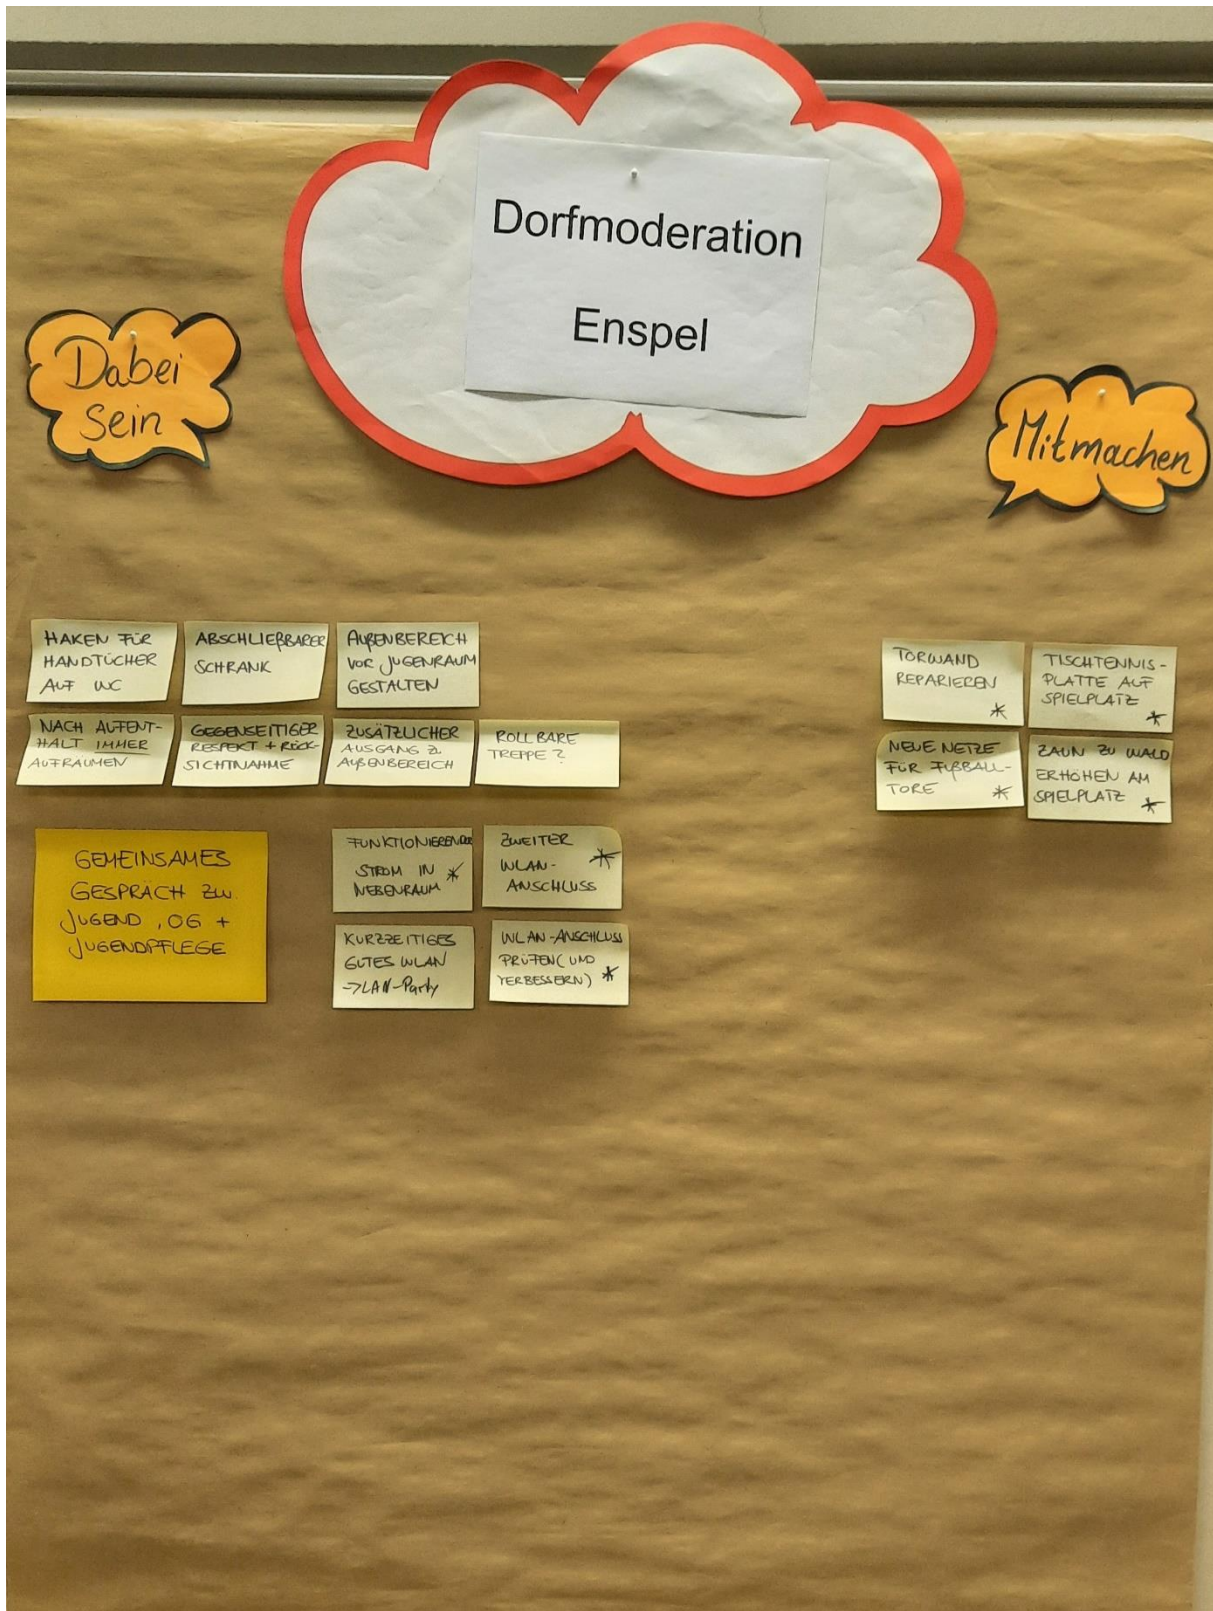 Dorfmoderation
Enspel
Dabei
sein
Mitmachen
HAKEN FÜR
HANDTÜCHER
AUF WC
ABSCHLIEßBARER
SCHRANK
AUßENBEREICH
VOR JUGENRAUM
GESTALTEN
NACH AUFENT-
HALT IMMER
AUFRÄUMEN
GEGENSEITIGER
RESPEKT + RÜCK-
SICHTNAHME
ZUSÄTZLICHER
AUSGANG Z.
AUßENBEREICH
ROLLBARE
TREPPE?
GEMEINSAMES
GESPRÄCH ZW.
JUGEND, OG +
JUGENDPFLEGE
FUNKTIONIERENDER
STROM IN *
NEBENRAUM
ZWEITER
WLAN- *
ANSCHLUSS
KURZZEITIGES
GUTES WLAN
->LAN-Party
WLAN-ANSCHLUSS
PRÜFEN (UND
VERBESSERN) *
TORWAND
REPARIEREN
*
TISCHTENNIS-
PLATTE AUF
SPIELPLATZ *
NEUE NETZE
FÜR FUßBALL-
TORE *
ZAUN ZU WALD
ERHÖHEN AM
SPIELPLATZ *